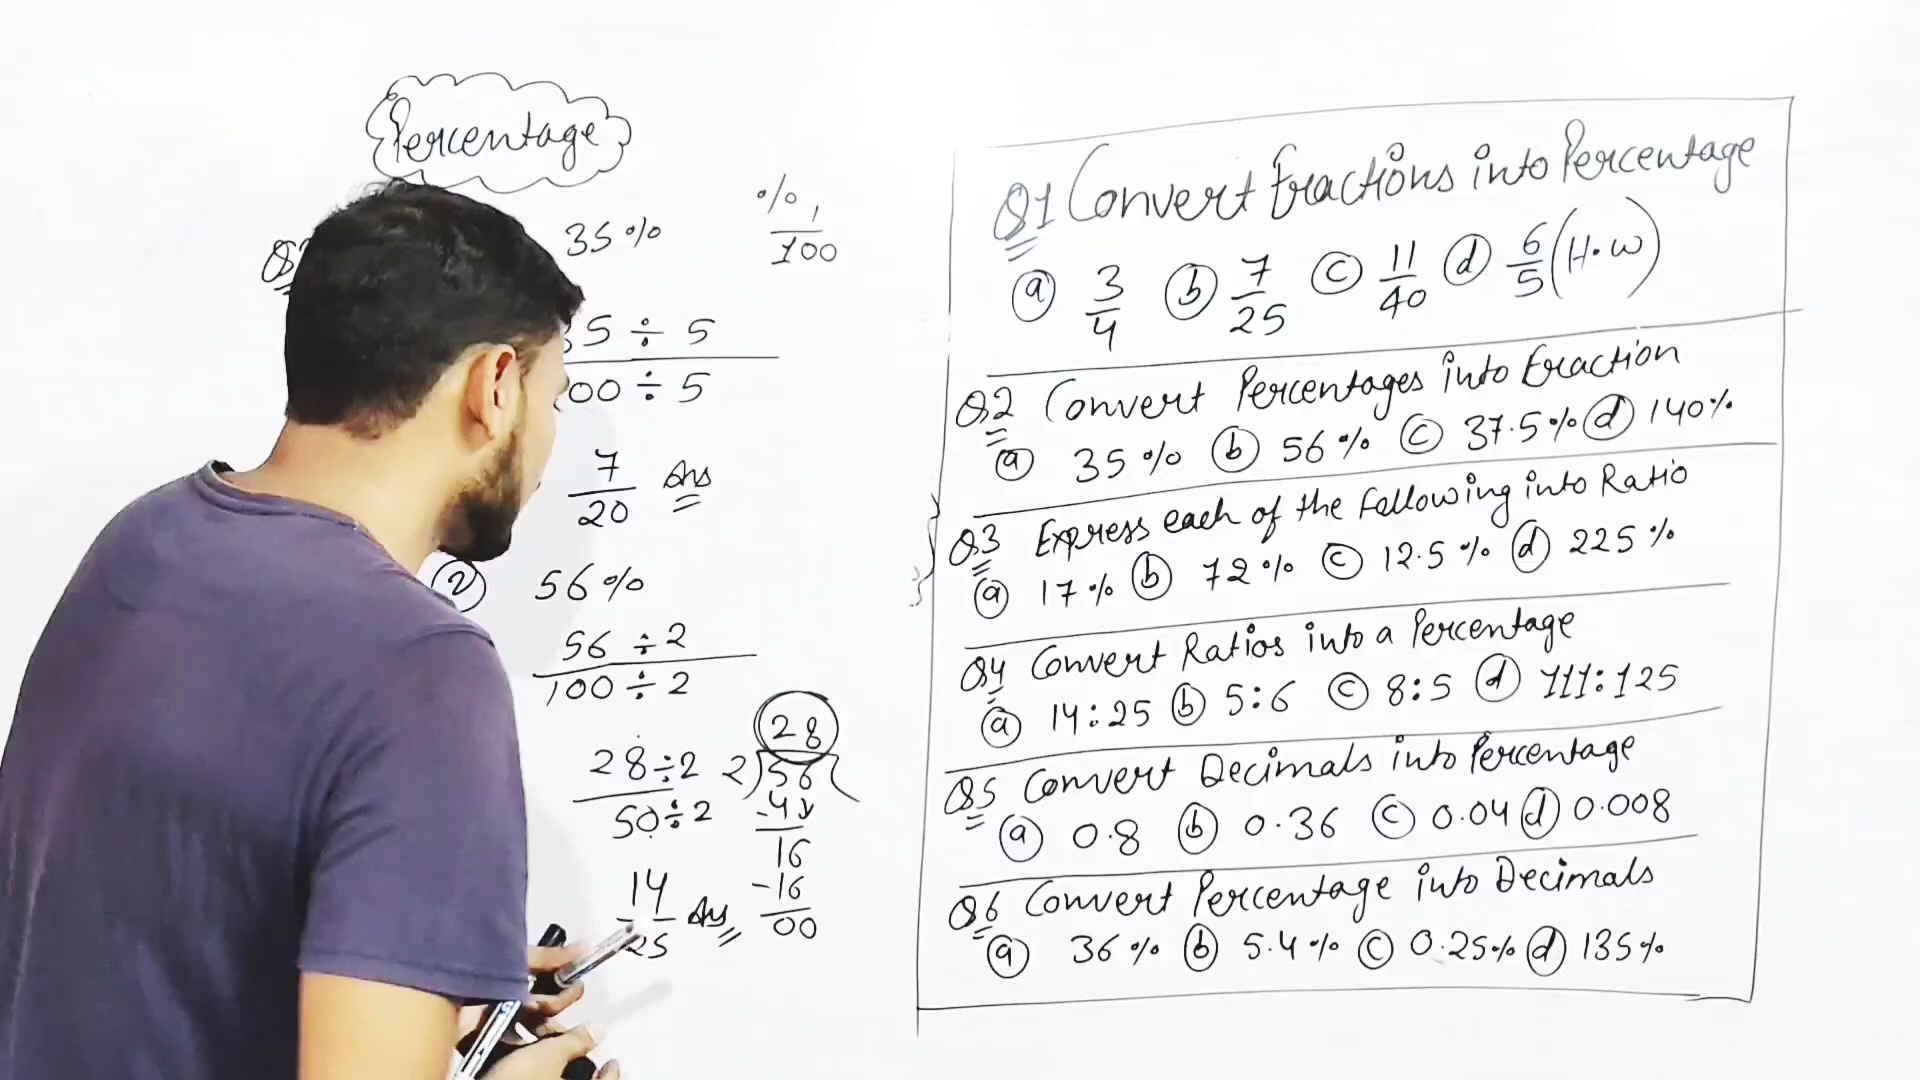 Percentage
35%
%
1
100
5 ÷ 5
00 ÷ 5
7
20 Ans
2 56%
56 ÷ 2
100 ÷ 2
28
28 ÷ 2 2)56(
50 ÷ 2 -4↓
16
-16
00
14
25 Ans
Q1 Convert Fractions into Percentage
a 3/4 b 7/25 c 11/40 d 6/5 (H.W)
Q.2 Convert Percentages into Fraction
a 35% b 56% c 37.5% d 140%
Q.3 Express each of the following into Ratio
a 17% b 72% c 12.5% d 225%
Q4 Convert Ratios into a Percentage
a 14:25 b 5:6 c 8:5 d 111:125
Q5 Convert Decimals into Percentage
a 0.8 b 0.36 c 0.04 d 0.008
Q6 Convert Percentage into Decimals
a 36% b 5.4% c 0.25% d 135%